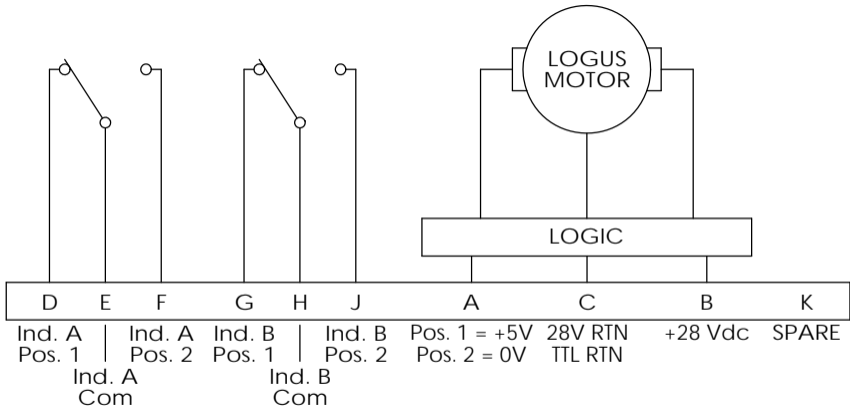 LOGUS
MOTOR
LOGIC
D E F G H J A C B K
Ind. A
Pos. 1
Ind. A
Com
Ind. A
Pos. 2
Ind. B
Pos. 1
Ind. B
Com
Ind. B
Pos. 2
Pos. 1 = +5V
Pos. 2 = 0V
28V RTN
TTL RTN
+28 Vdc
SPARE